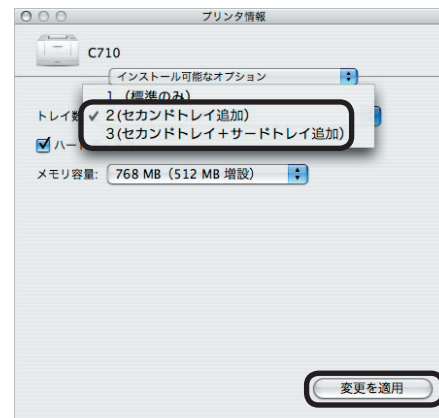 プリンタ情報
C710
インストール可能なオプション
1 (標準のみ)
トレイ数
✓ 2(セカンドトレイ追加)
3(セカンドトレイ+サードトレイ追加)
ハー
メモリ容量: 768 MB (512 MB 増設)
変更を適用